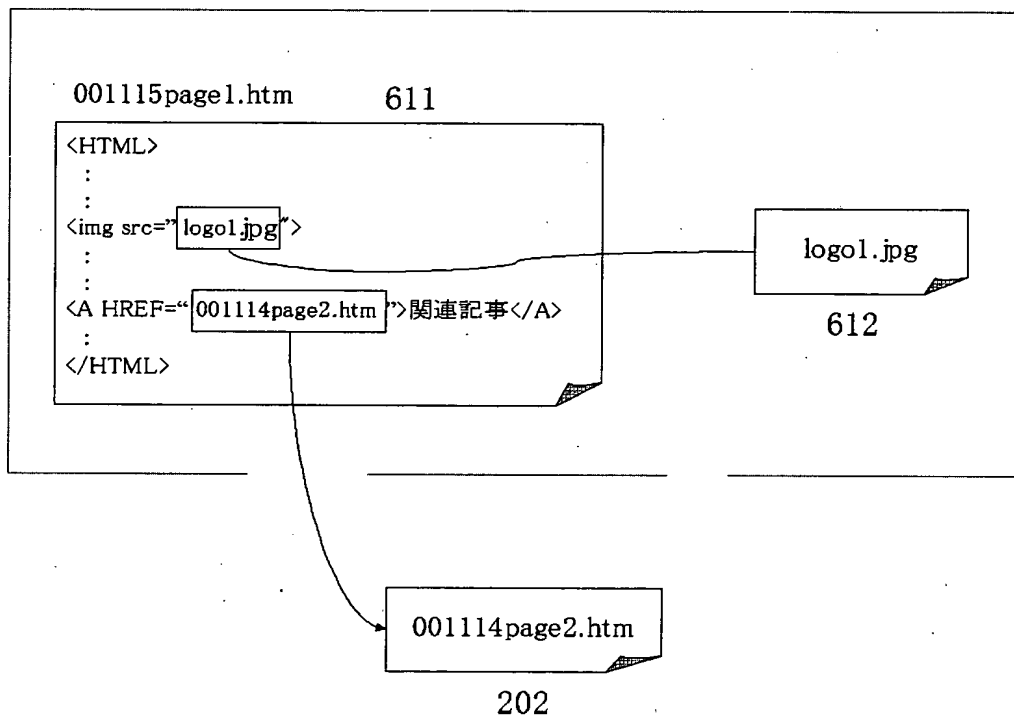 001115page1.htm 611
<HTML>
:
:
<img src=”logo1.jpg”>
:
:
<A HREF=“001114page2.htm”>関連記事</A>
:
</HTML>
logo1.jpg
612
001114page2.htm
202